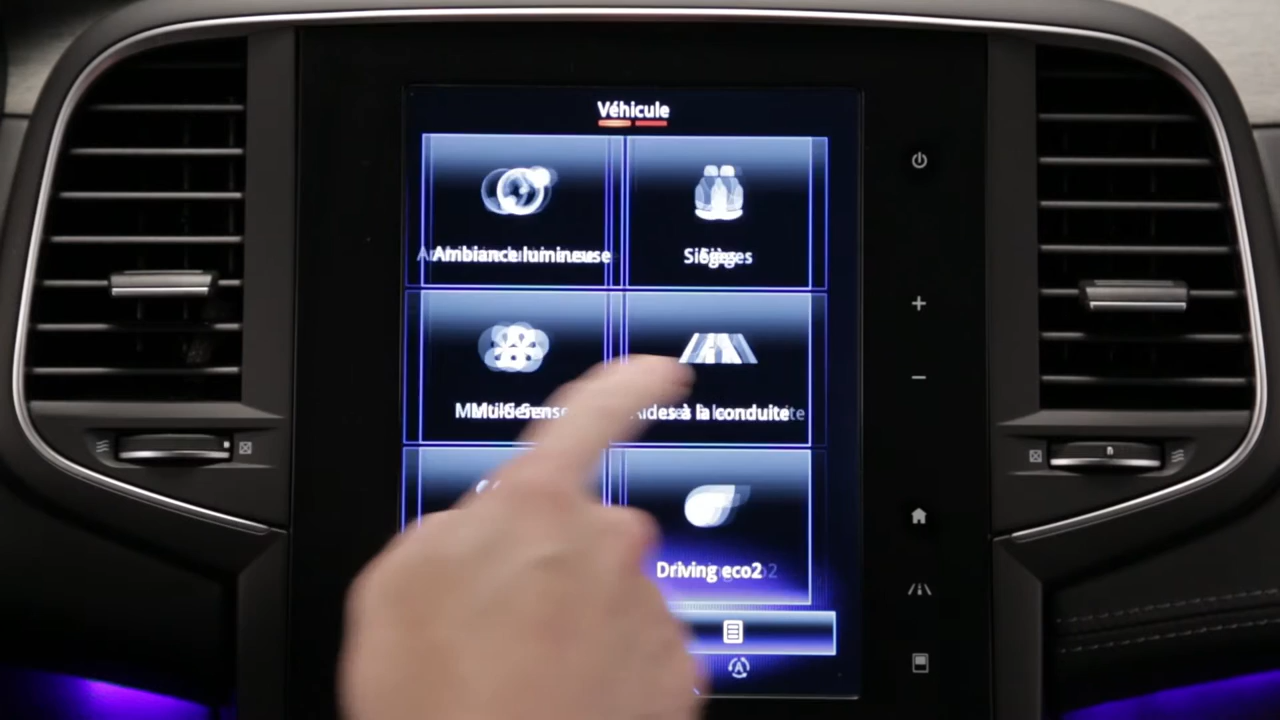 Véhicule
Ambiance lumineuse
Sièges
Multi-Sense
Aides à la conduite
Driving eco2